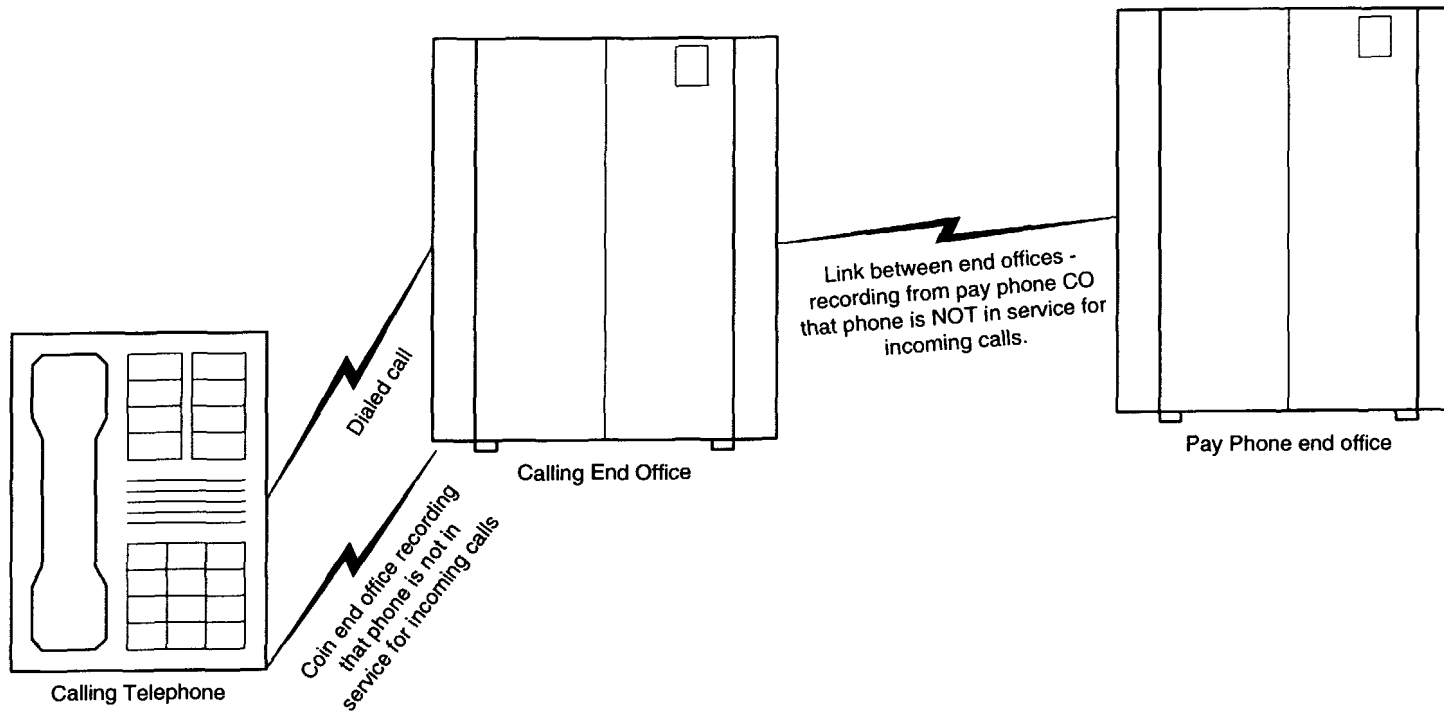 Link between end offices -
recording from pay phone CO
that phone is NOT in service for
incoming calls.
Dialed call
Pay Phone end office
Calling End Office
Coin end office recording
that phone is not in
service for incoming calls
Calling Telephone